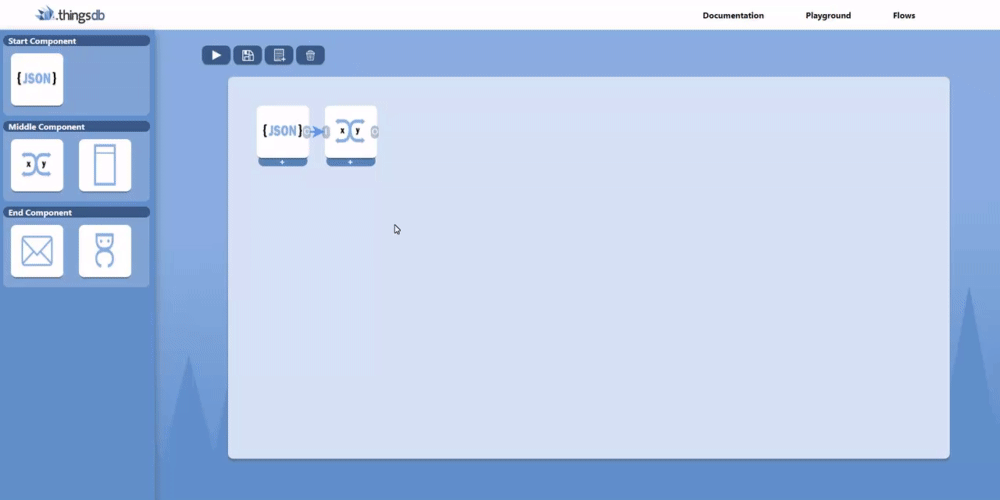 .thingsdb
Documentation
Playground
Flows
Start Component
{JSON}
Middle Component
x y
End Component
{JSON}
x y
+
+